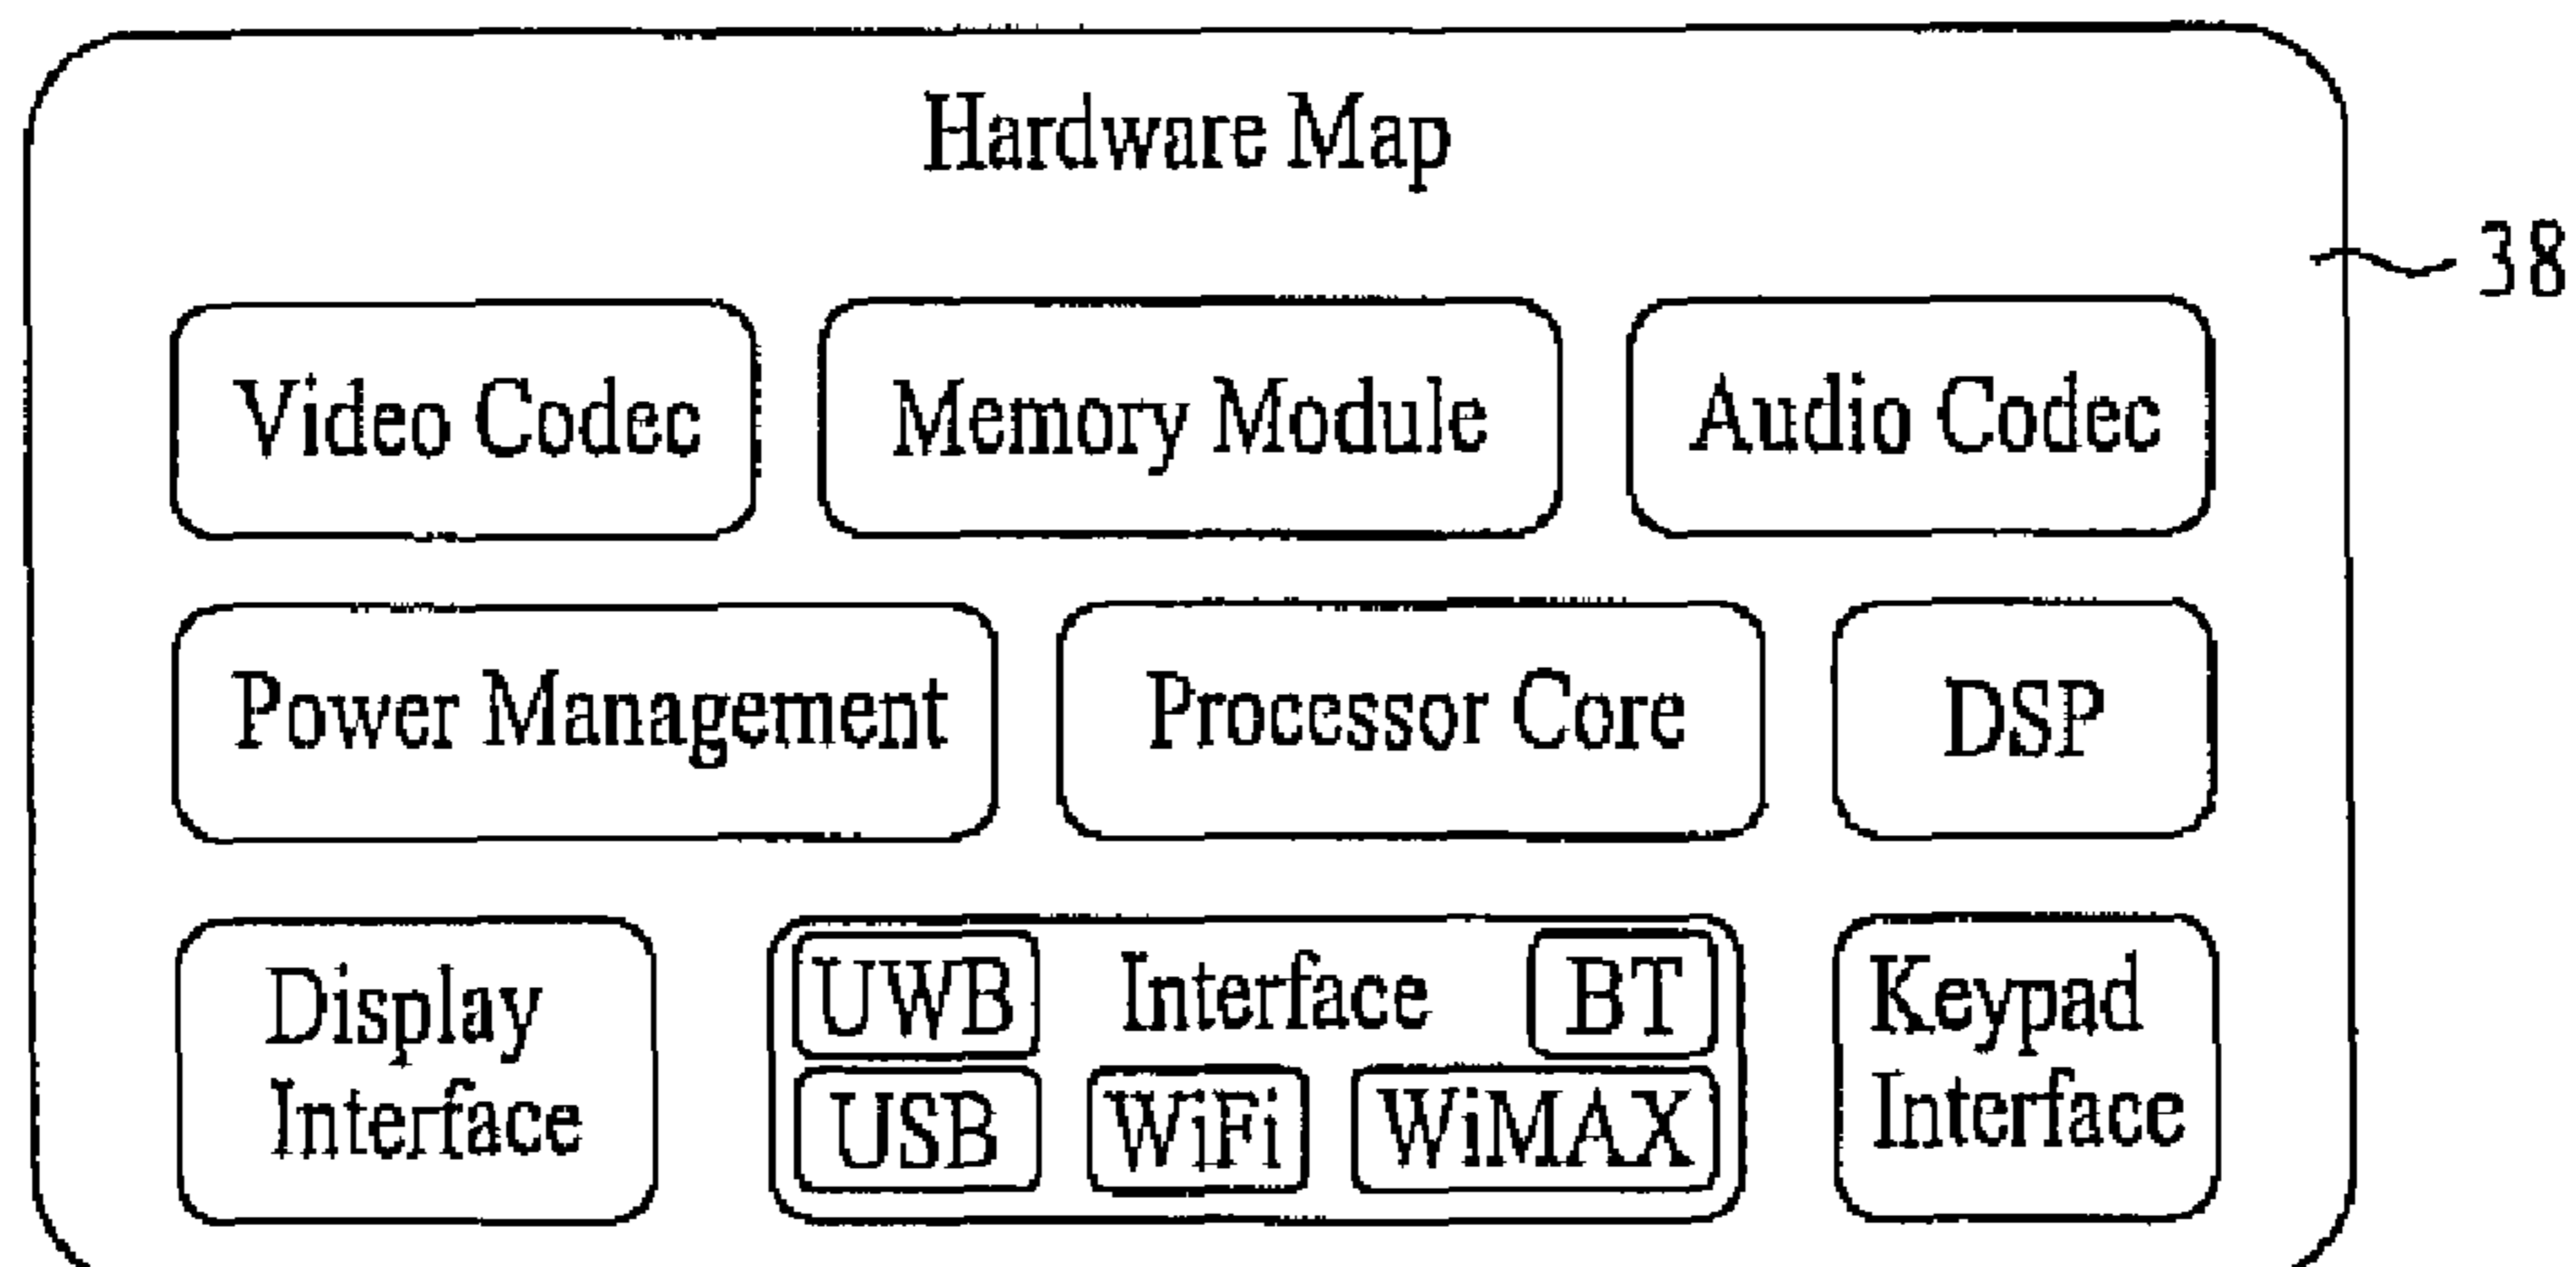 Hardware Map
38
Video Codec
Memory Module
Audio Codec
Power Management
Processor Core
DSP
Display
Interface
UWB
Interface
BT
USB
WiFi
WiMAX
Keypad
Interface